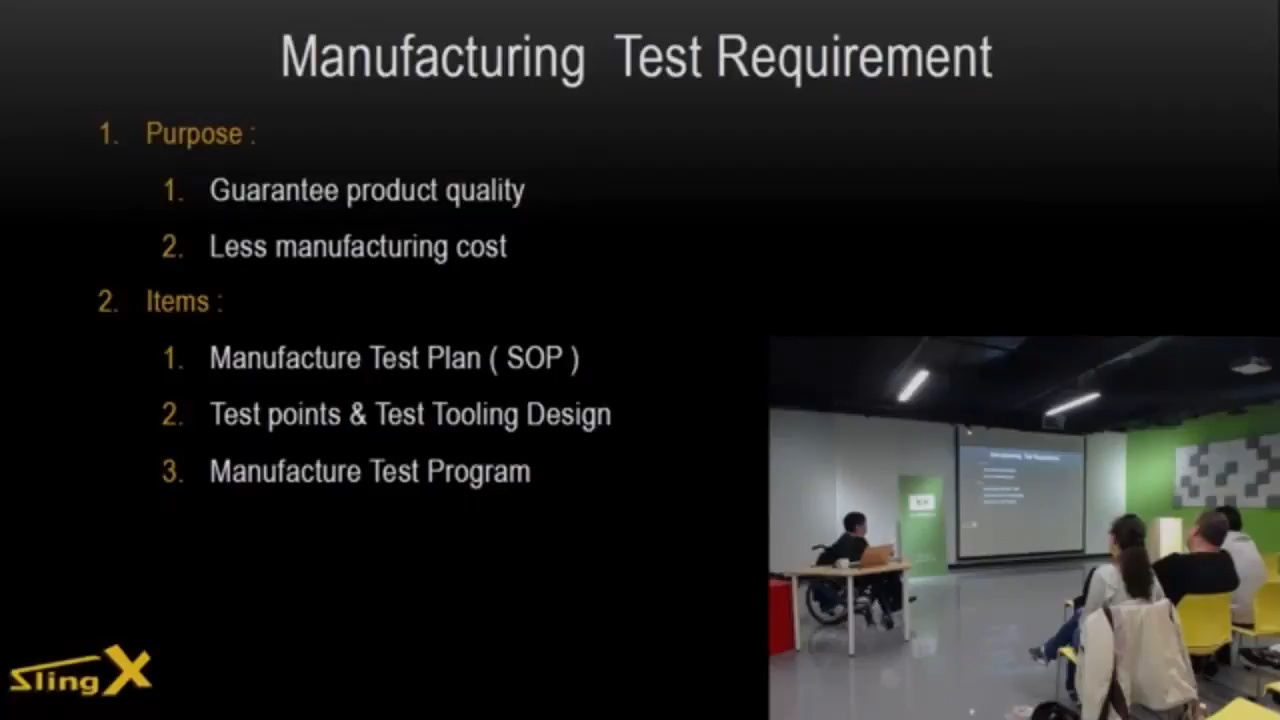 Manufacturing Test Requirement
1. Purpose :
1. Guarantee product quality
2. Less manufacturing cost
2. Items :
1. Manufacture Test Plan ( SOP )
2. Test points & Test Tooling Design
3. Manufacture Test Program
SlingX